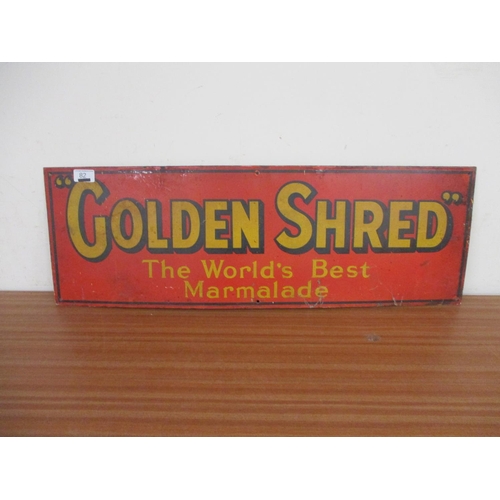 "GOLDEN SHRED"
The World's Best
Marmalade